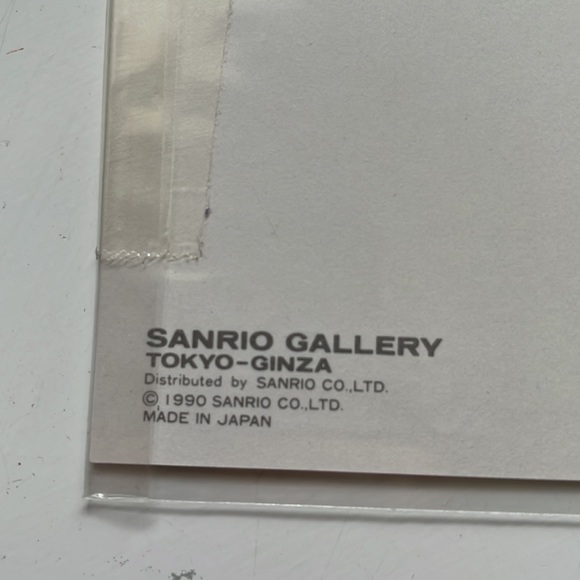 SANRIO GALLERY
TOKYO-GINZA
Distributed by SANRIO CO.,LTD.
© 1990 SANRIO CO.,LTD.
MADE IN JAPAN